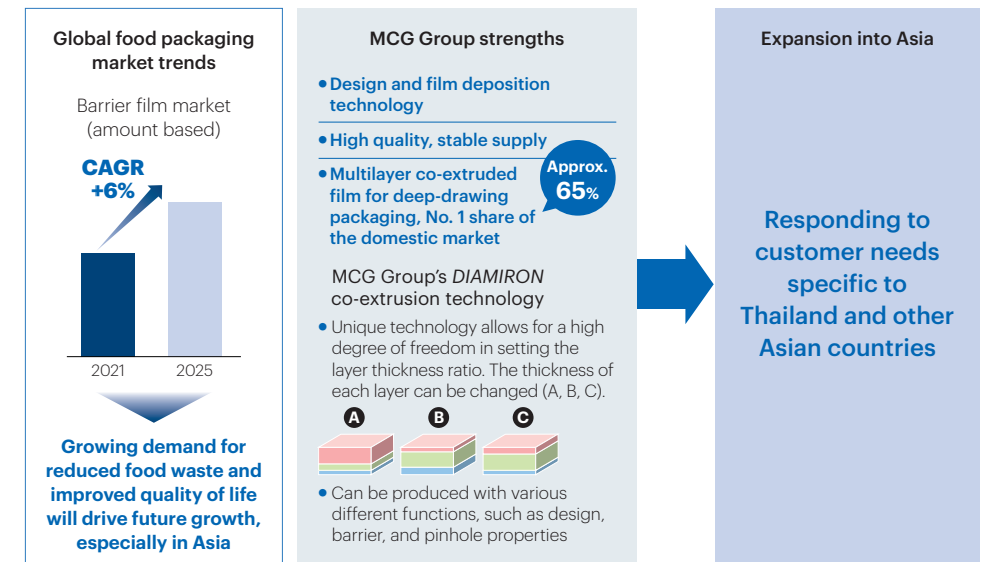 Global food packaging
market trends
Barrier film market
(amount based)
CAGR
+6%
2021
2025
Growing demand for
reduced food waste and
improved quality of life
will drive future growth,
especially in Asia
MCG Group strengths
• Design and film deposition
technology
• High quality, stable supply
• Multilayer co-extruded
film for deep-drawing
packaging, No. 1 share of
the domestic market
Approx.
65%
MCG Group's DIAMIRON
co-extrusion technology
• Unique technology allows for a high
degree of freedom in setting the
layer thickness ratio. The thickness of
each layer can be changed (A, B, C).
A
B
C
• Can be produced with various
different functions, such as design,
barrier, and pinhole properties
Expansion into Asia
Responding to
customer needs
specific to
Thailand and other
Asian countries